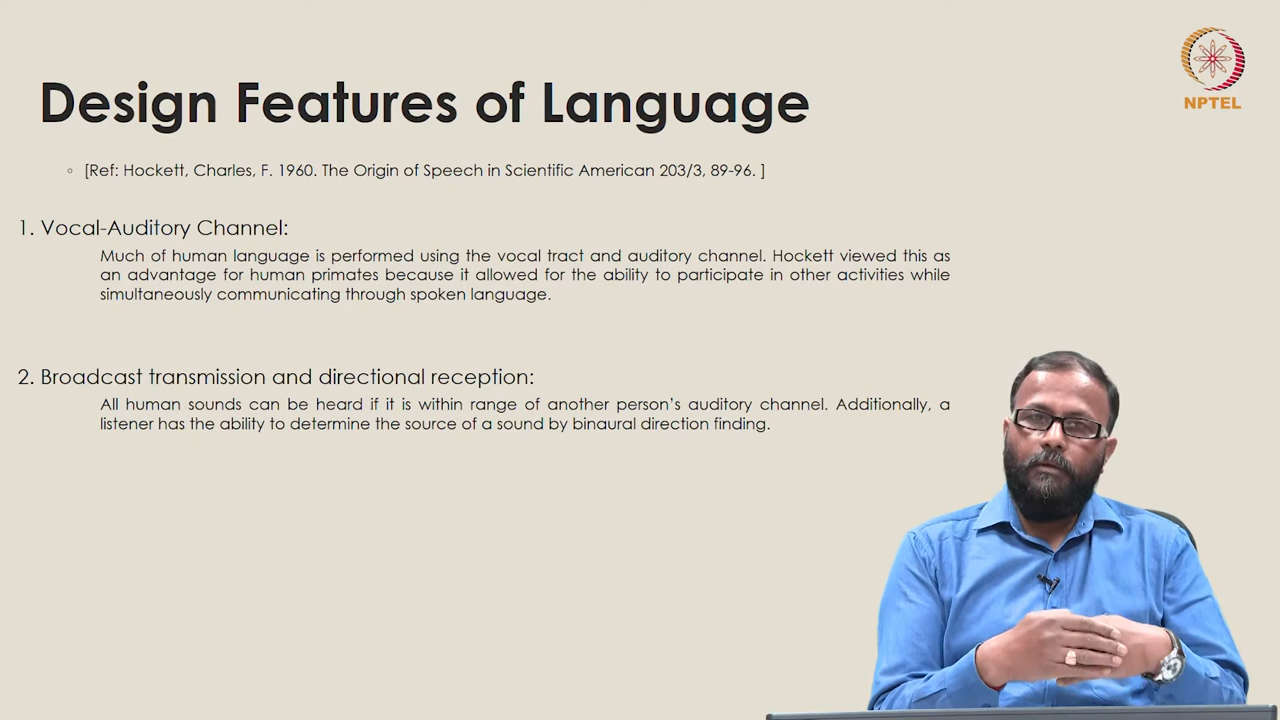 NPTEL
Design Features of Language
[Ref: Hockett, Charles, F. 1960. The Origin of Speech in Scientific American 203/3, 89-96. ]
1. Vocal-Auditory Channel:
Much of human language is performed using the vocal tract and auditory channel. Hockett viewed this as
an advantage for human primates because it allowed for the ability to participate in other activities while
simultaneously communicating through spoken language.
2. Broadcast transmission and directional reception:
All human sounds can be heard if it is within range of another person's auditory channel. Additionally, a
listener has the ability to determine the source of a sound by binaural direction finding.